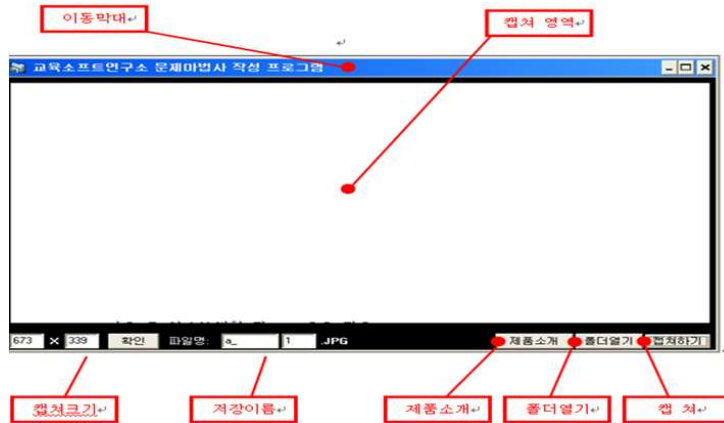 이동막대
캡쳐 영역
교육소프트연구소 문제마법사 작성 프로그램
673 X 339 확인 파일명: a_ 1 .JPG 제품소개 폴더열기 캡쳐하기
캡쳐크기 저장이름 제품소개 폴더열기 캡 쳐